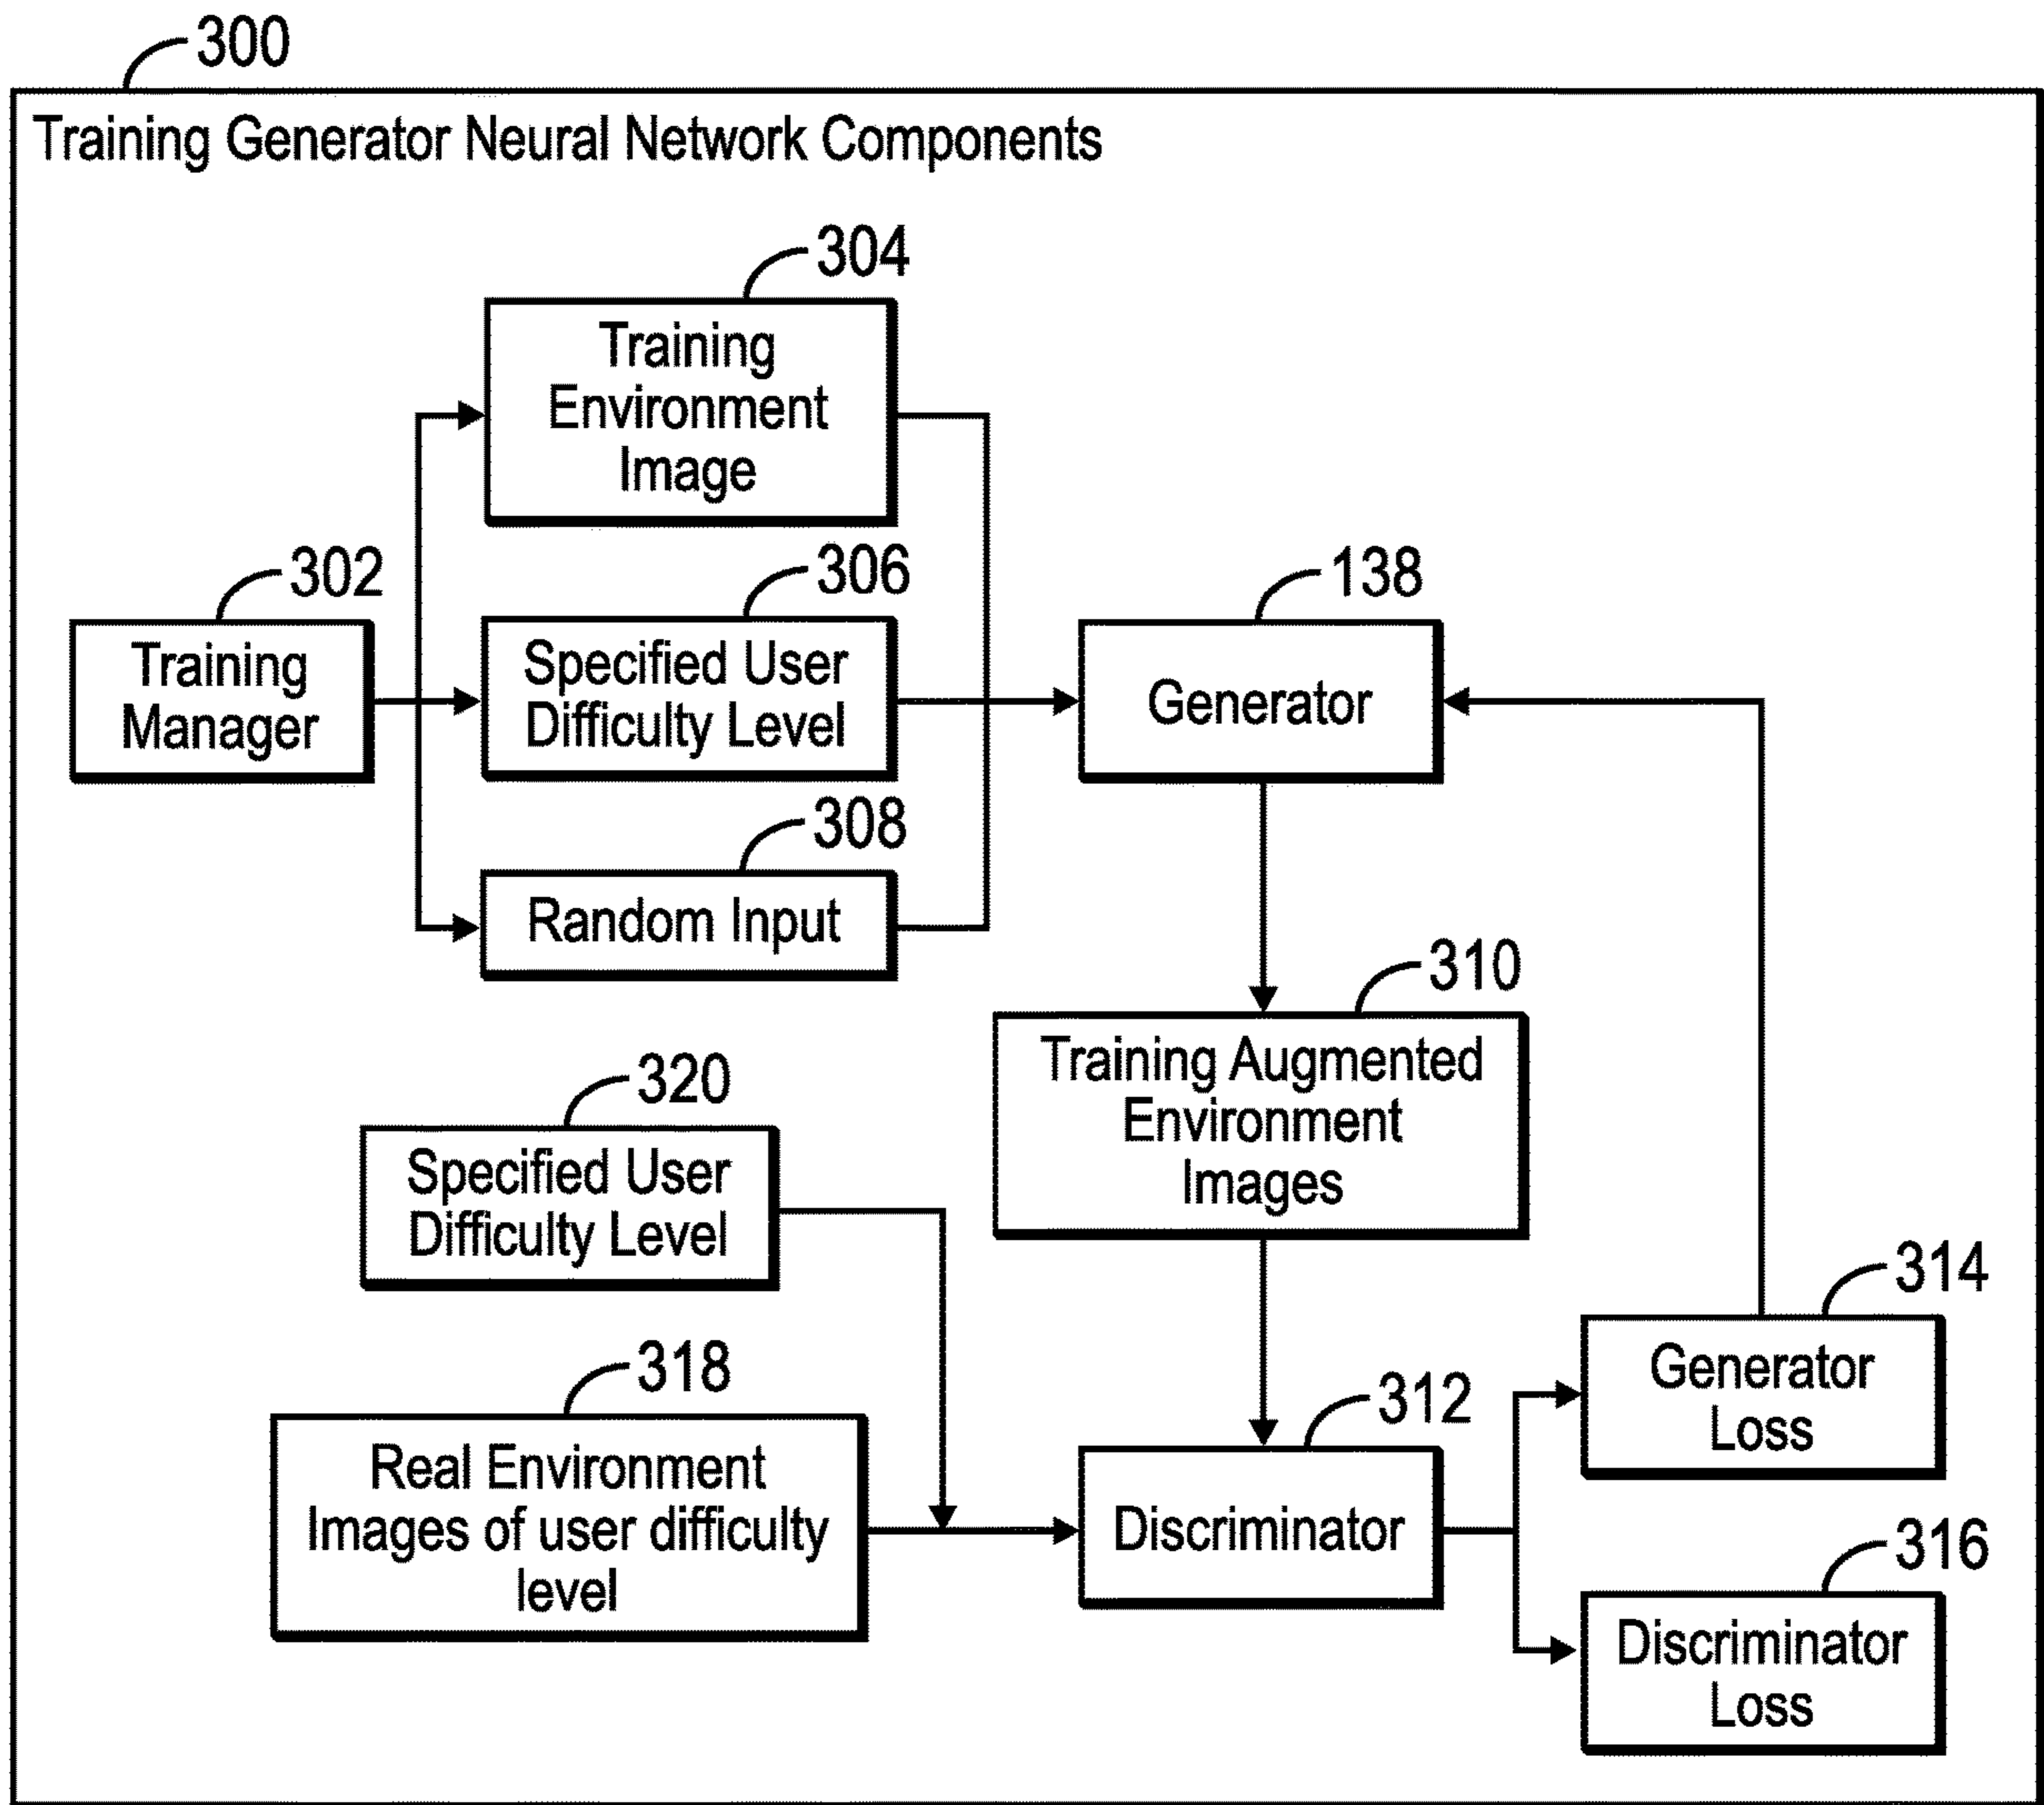 300
Training Generator Neural Network Components
304
Training
Environment
Image
302
Training
Manager
306
Specified User
Difficulty Level
138
Generator
308
Random Input
310
Training Augmented
Environment
Images
320
Specified User
Difficulty Level
318
Real Environment
Images of user difficulty
level
312
Discriminator
314
Generator
Loss
316
Discriminator
Loss